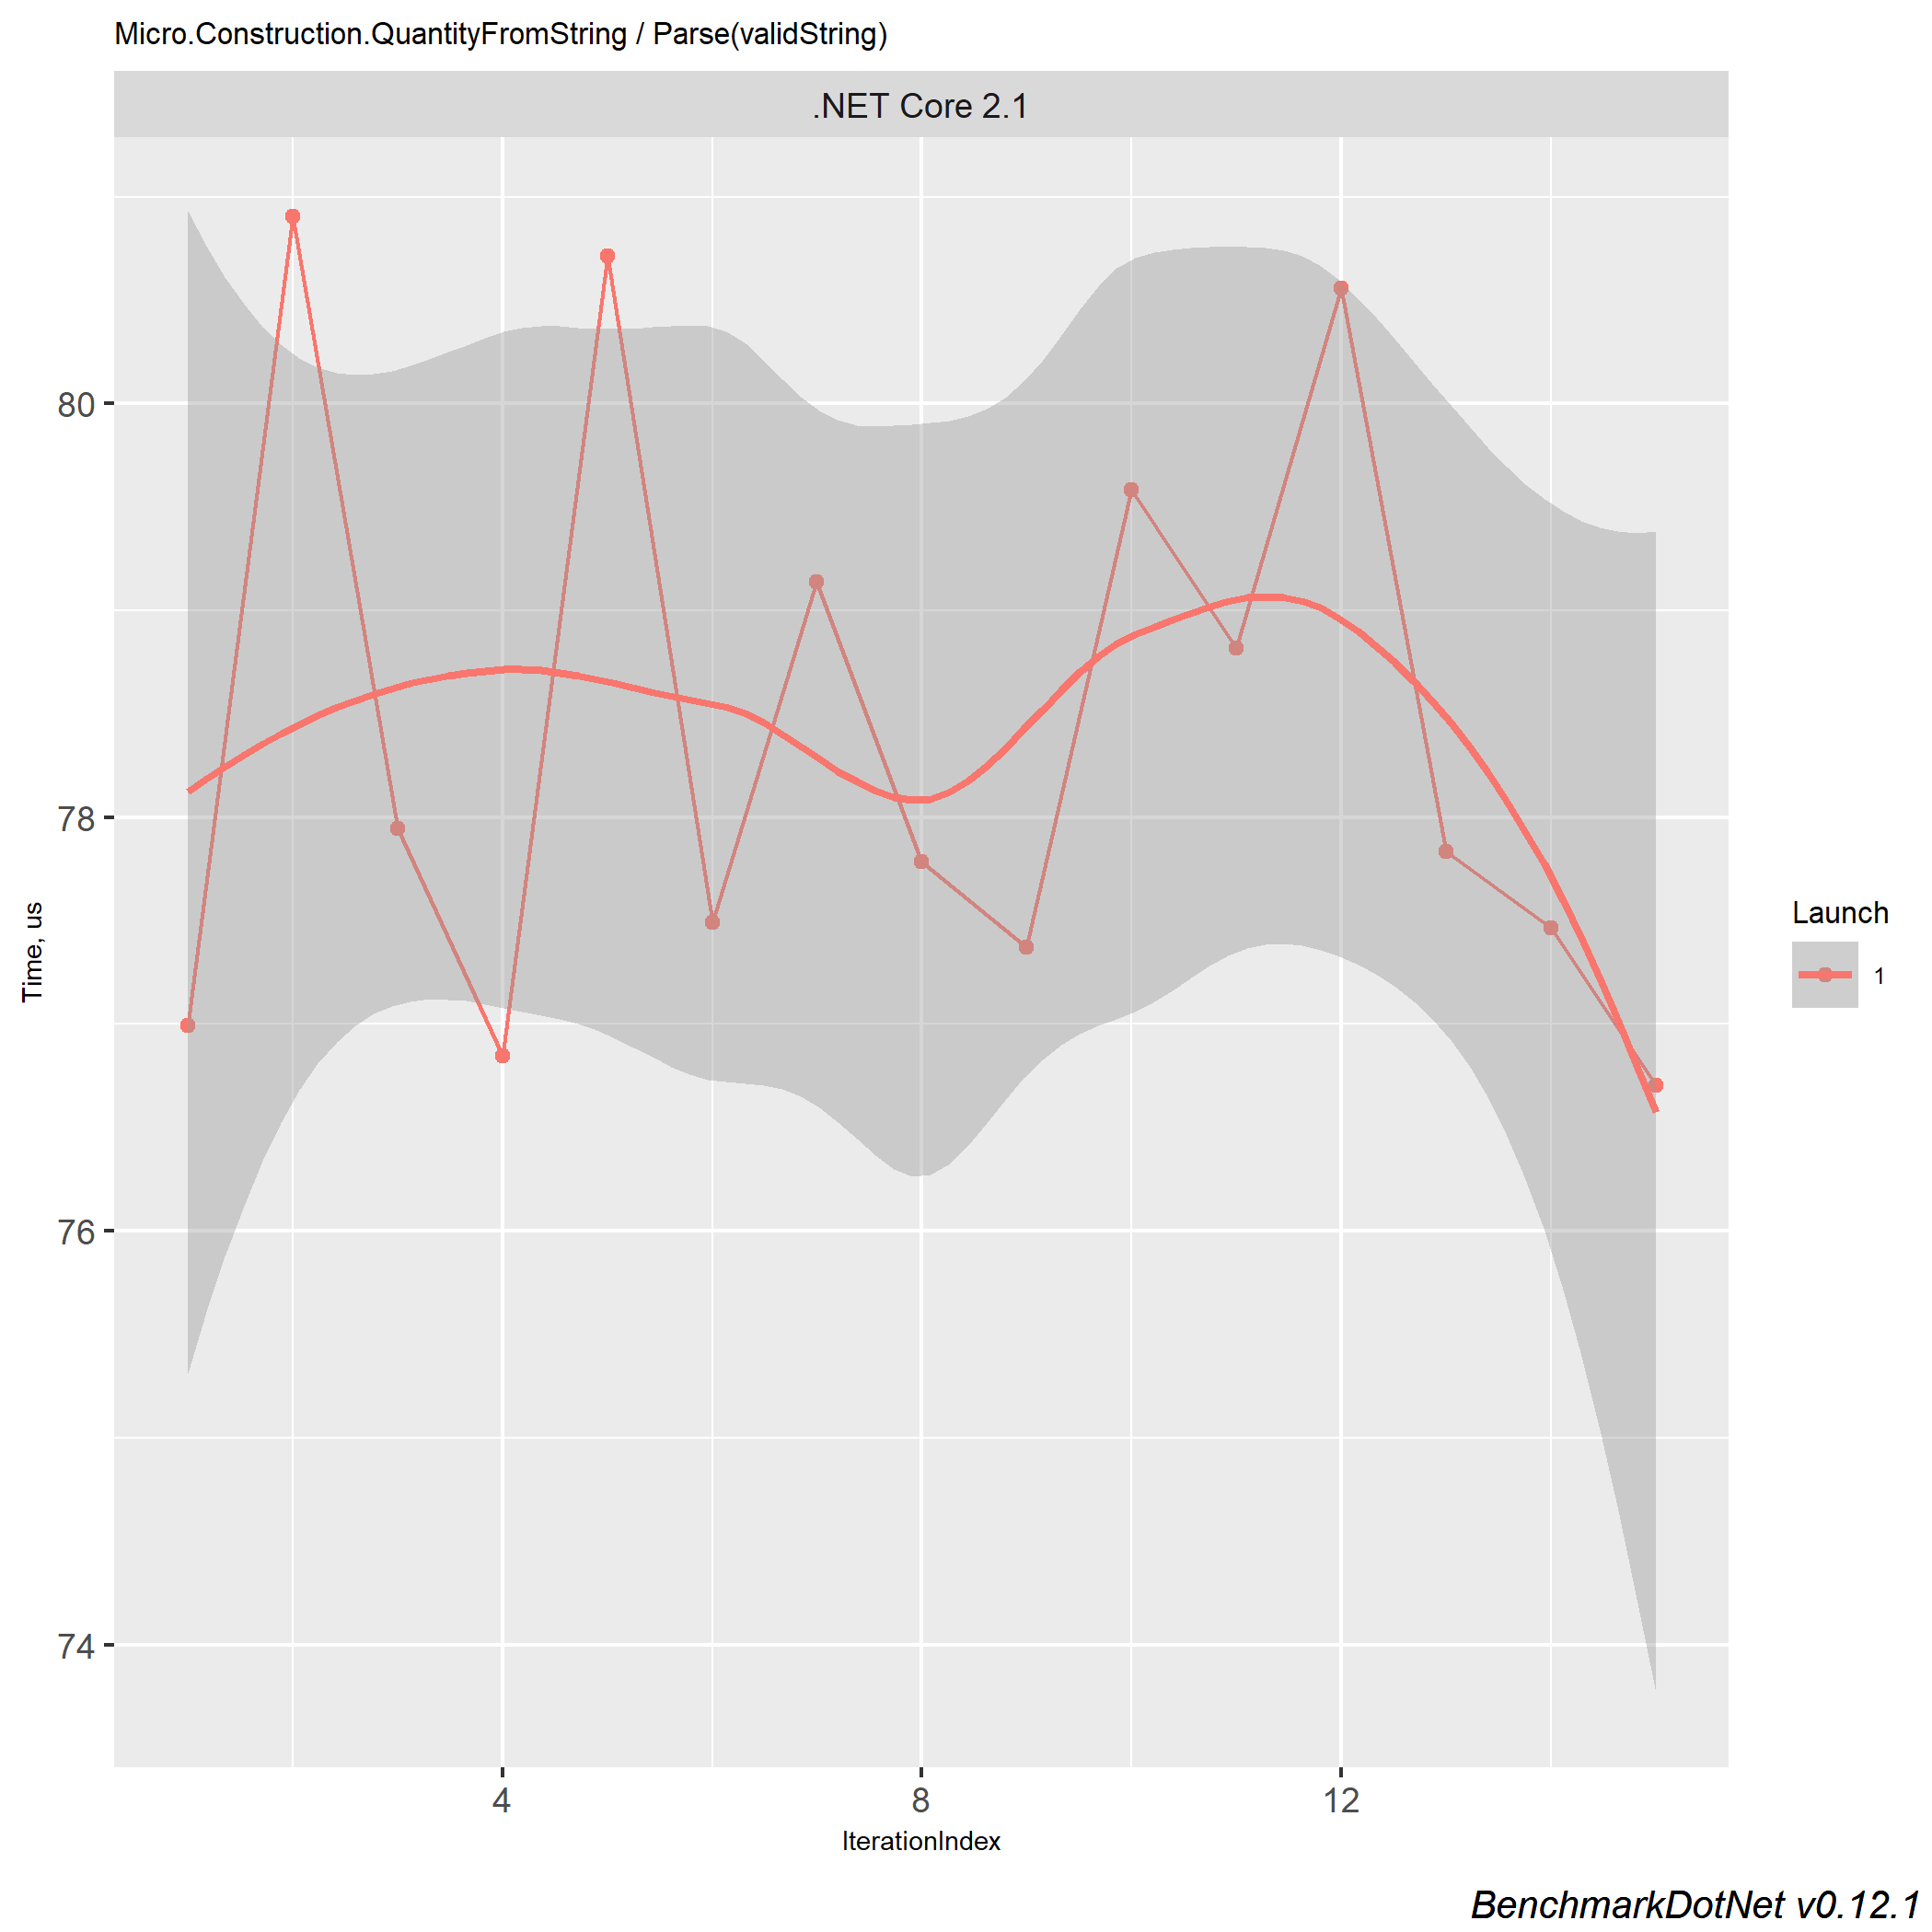 Micro.Construction.QuantityFromString / Parse(validString)
.NET Core 2.1
80
78
76
74
Time, us
4
8
12
IterationIndex
Launch
1
BenchmarkDotNet v0.12.1